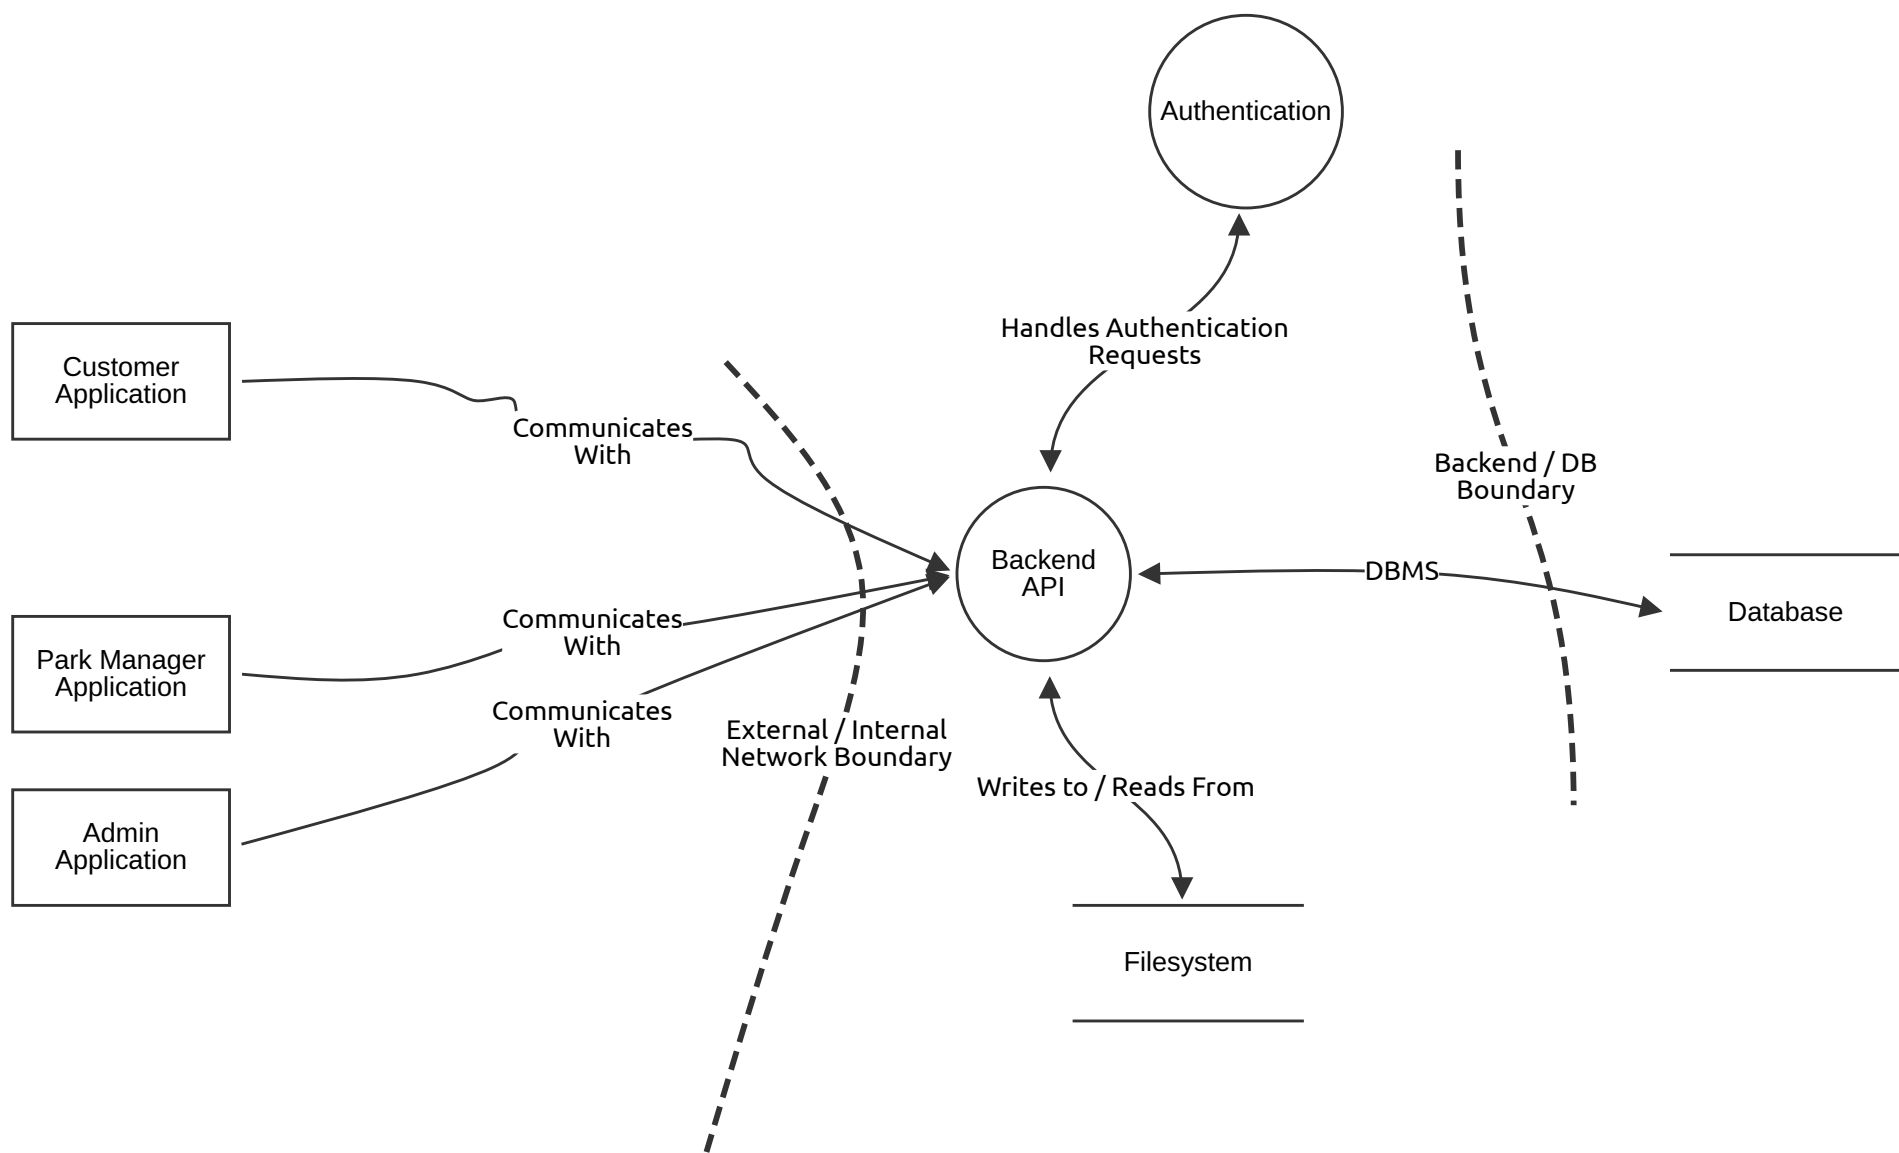 Authentication
Handles Authentication
Requests
Customer
Application
Communicates
With
Backend / DB
Boundary
Backend
API
DBMS
Database
Park Manager
Application
Communicates
With
Communicates
With
External / Internal
Network Boundary
Writes to / Reads From
Admin
Application
Filesystem